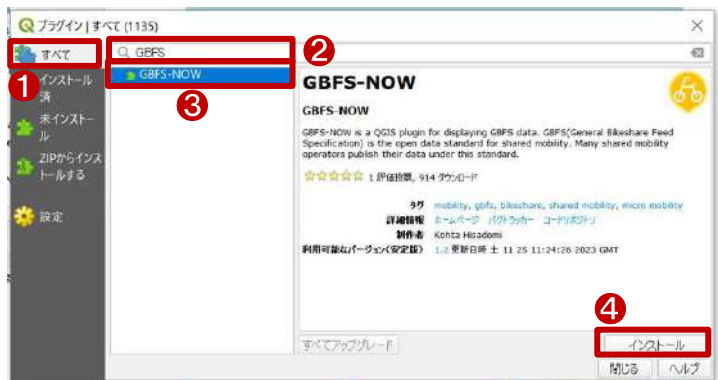 プラグイン | すべて (1135)
すべて
GBFS
2
1
インストール
済
GBFS-NOW
3
未インストー
ル
ZIPからインス
トールする
設定
GBFS-NOW
GBFS-NOW
GBFS-NOW is a QGIS plugin for displaying GBFS data. GBFS(General Bikeshare Feed
Specification) is the open data standard for shared mobility. Many shared mobility
operators publish their data under this standard.
1 評価投票, 914 ダウンロード
タグ mobility, gbfs, bikeshare, shared mobility, micro mobility
詳細情報 ホームページ バグトラッカー コードリポジトリ
制作者 Kohta Hisadomi
利用可能なバージョン(安定版) 1.2 更新日時 土 11 25 11:24:26 2023 GMT
4
すべてアップグレード
インストール
閉じる
ヘルプ